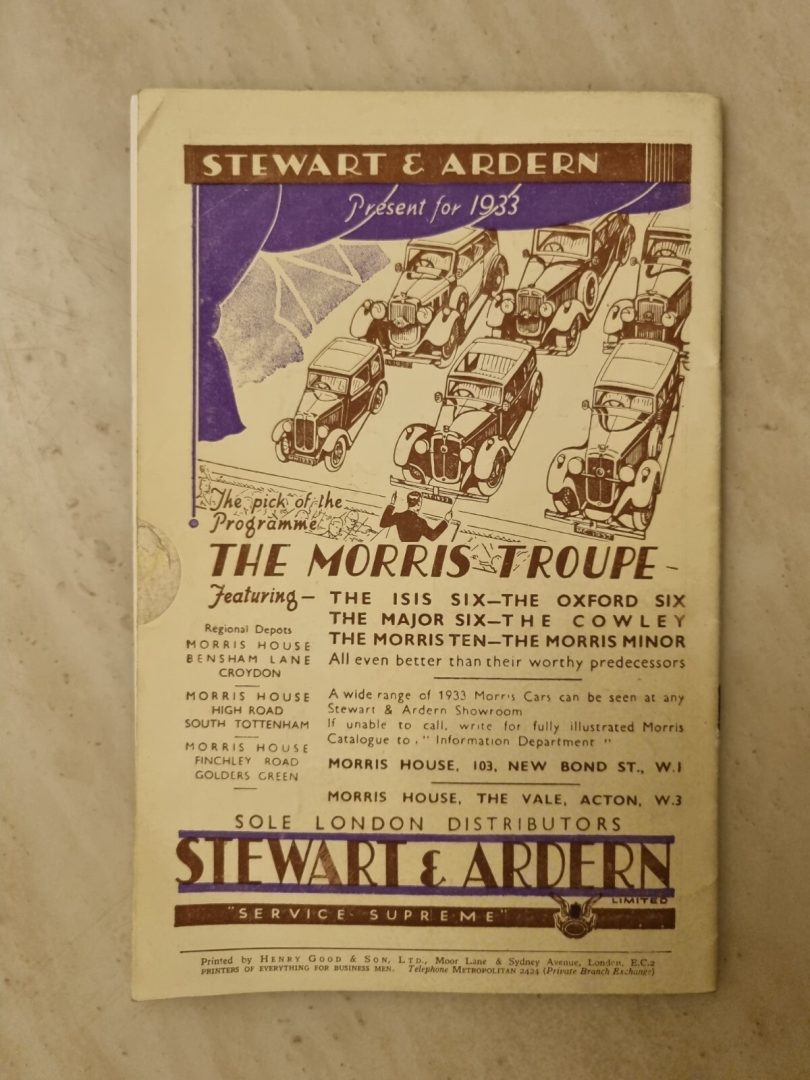 STEWART & ARDERN
Present for 1933
The pick of the
Programme
THE MORRIS TROUPE –
Featuring –
THE ISIS SIX—THE OXFORD SIX
THE MAJOR SIX—THE COWLEY
THE MORRIS TEN—THE MORRIS MINOR
All even better than their worthy predecessors
Regional Depots
MORRIS HOUSE
BENSHAM LANE
CROYDON
MORRIS HOUSE
HIGH ROAD
SOUTH TOTTENHAM
MORRIS HOUSE
FINCHLEY ROAD
GOLDERS GREEN
A wide range of 1933 Morris Cars can be seen at any
Stewart & Ardern Showroom
If unable to call, write for fully illustrated Morris
Catalogue to, "Information Department"
MORRIS HOUSE, 103, NEW BOND ST., W.1
MORRIS HOUSE, THE VALE, ACTON, W.3
SOLE LONDON DISTRIBUTORS
STEWART & ARDERN
LIMITED
"SERVICE SUPREME"
Printed by HENRY GOOD & SON, LTD., Moor Lane & Sydney Avenue, London, E.C.2
PRINTERS OF EVERYTHING FOR BUSINESS MEN. Telephone METROPOLITAN 2424 (Private Branch Exchange)